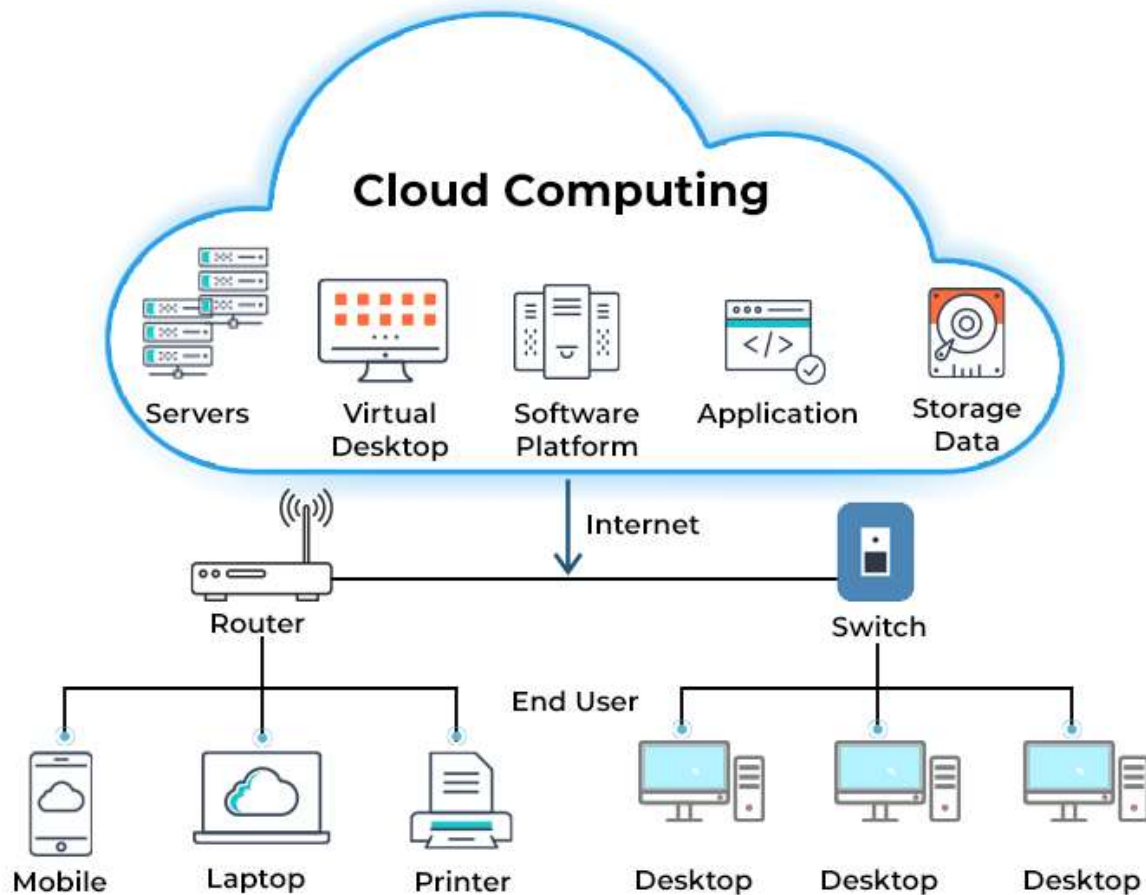 Cloud Computing
Servers
Virtual
Desktop
Software
Platform
</>
Application
Storage
Data
Internet
Router
Switch
End User
Mobile
Laptop
Printer
Desktop
Desktop
Desktop